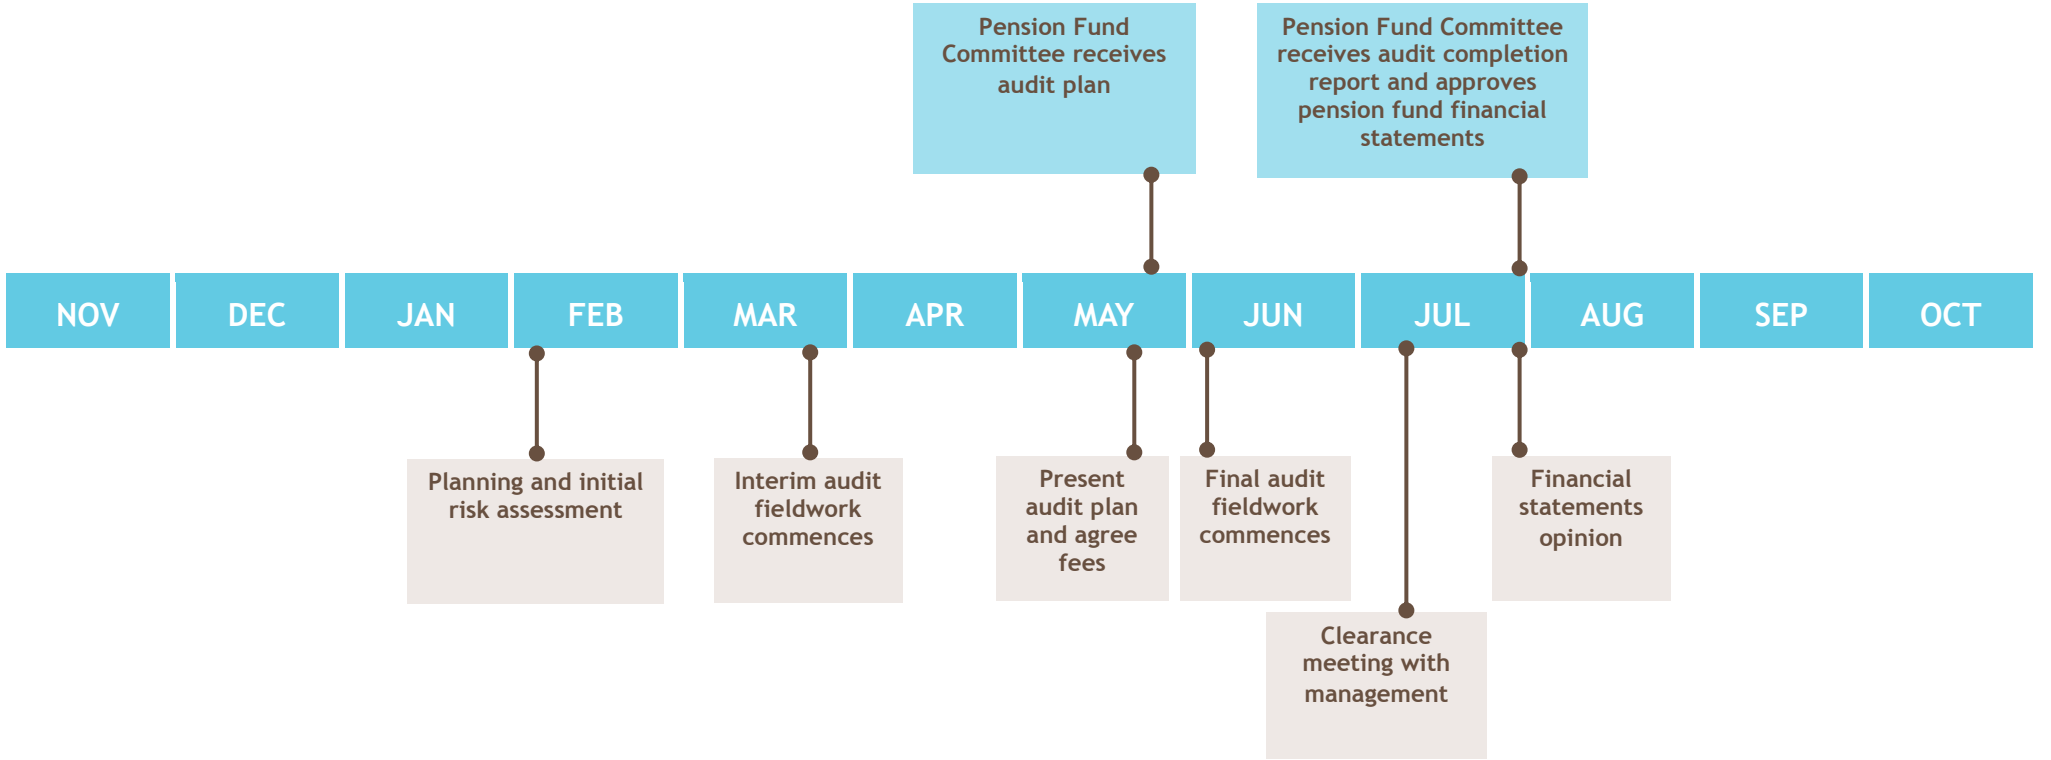 Pension Fund
Committee receives
audit plan
Pension Fund Committee
receives audit completion
report and approves
pension fund financial
statements
NOV
DEC
JAN
FEB
MAR
APR
MAY
JUN
JUL
AUG
SEP
OCT
Planning and initial
risk assessment
Interim audit
fieldwork
commences
Present
audit plan
and agree
fees
Final audit
fieldwork
commences
Financial
statements
opinion
Clearance
meeting with
management